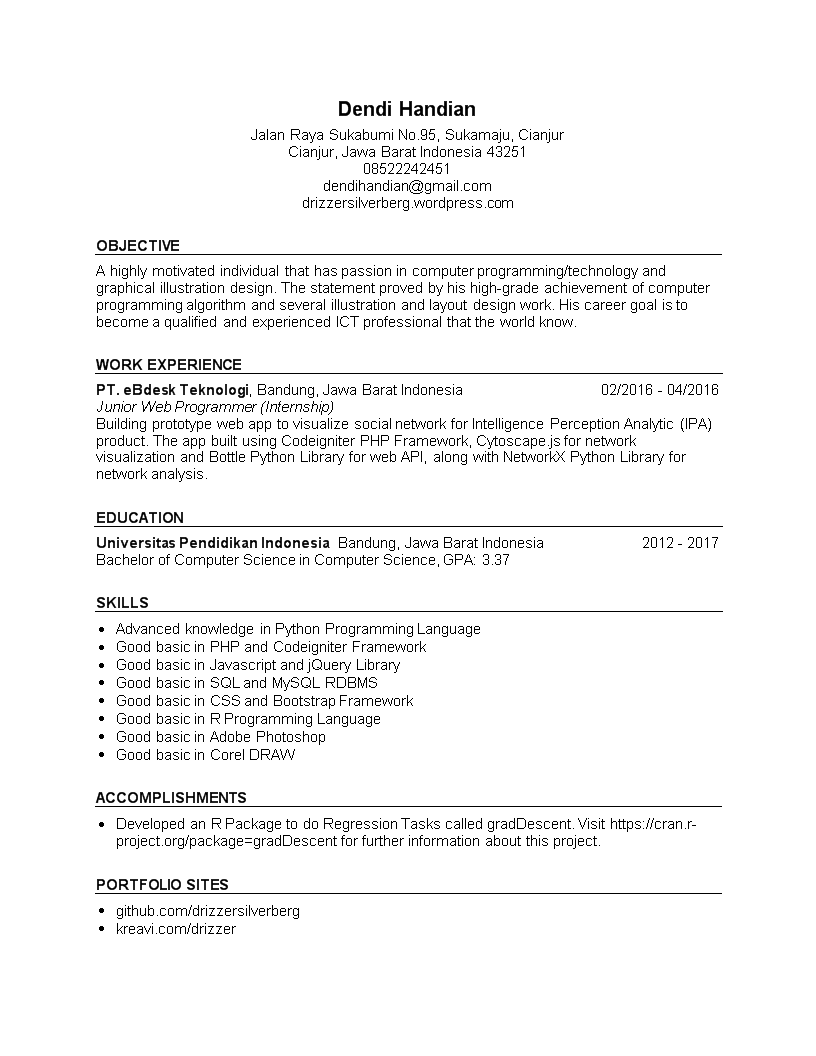 Dendi Handian
Jalan Raya Sukabumi No.95, Sukamaju, Cianjur
Cianjur, Jawa Barat Indonesia 43251
08522242451
dendihandian@gmail.com
drizzersilverberg.wordpress.com
OBJECTIVE
A highly motivated individual that has passion in computer programming/technology and
graphical illustration design. The statement proved by his high-grade achievement of computer
programming algorithm and several illustration and layout design work. His career goal is to
become a qualified and experienced ICT professional that the world know.
WORK EXPERIENCE
PT. eBdesk Teknologi, Bandung, Jawa Barat Indonesia 02/2016 - 04/2016
Junior Web Programmer (Internship)
Building prototype web app to visualize social network for Intelligence Perception Analytic (IPA)
product. The app built using Codeigniter PHP Framework, Cytoscape.js for network
visualization and Bottle Python Library for web API, along with NetworkX Python Library for
network analysis.
EDUCATION
Universitas Pendidikan Indonesia Bandung, Jawa Barat Indonesia 2012 - 2017
Bachelor of Computer Science in Computer Science, GPA: 3.37
SKILLS
• Advanced knowledge in Python Programming Language
• Good basic in PHP and Codeigniter Framework
• Good basic in Javascript and jQuery Library
• Good basic in SQL and MySQL RDBMS
• Good basic in CSS and Bootstrap Framework
• Good basic in R Programming Language
• Good basic in Adobe Photoshop
• Good basic in Corel DRAW
ACCOMPLISHMENTS
• Developed an R Package to do Regression Tasks called gradDescent. Visit https://cran.r-
project.org/package=gradDescent for further information about this project.
PORTFOLIO SITES
• github.com/drizzersilverberg
• kreavi.com/drizzer